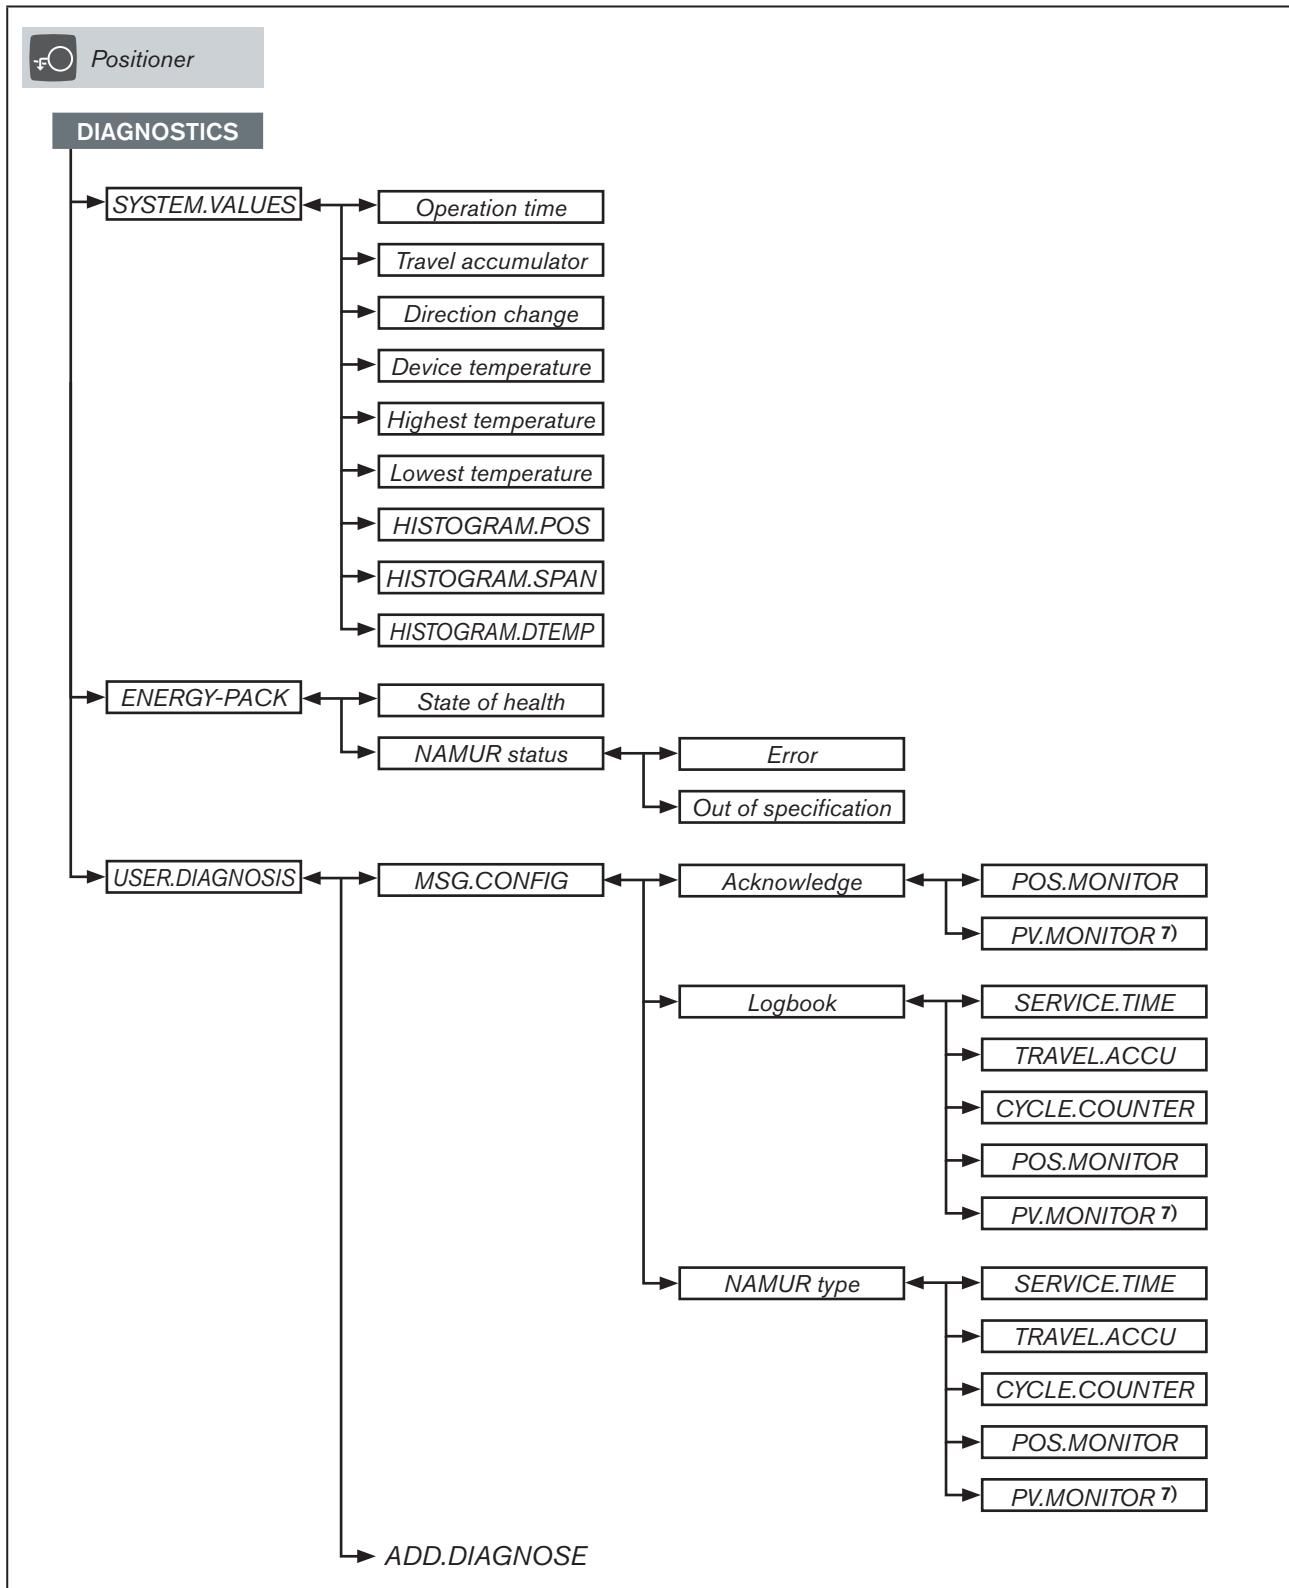 Positioner
DIAGNOSTICS
SYSTEM.VALUES
Operation time
Travel accumulator
Direction change
Device temperature
Highest temperature
Lowest temperature
HISTOGRAM.POS
HISTOGRAM.SPAN
HISTOGRAM.DTEMP
ENERGY-PACK
State of health
NAMUR status
Error
Out of specification
USER.DIAGNOSIS
MSG.CONFIG
Acknowledge
POS.MONITOR
PV.MONITOR 7)
Logbook
SERVICE.TIME
TRAVEL.ACCU
CYCLE.COUNTER
POS.MONITOR
PV.MONITOR 7)
NAMUR type
SERVICE.TIME
TRAVEL.ACCU
CYCLE.COUNTER
POS.MONITOR
PV.MONITOR 7)
ADD.DIAGNOSE